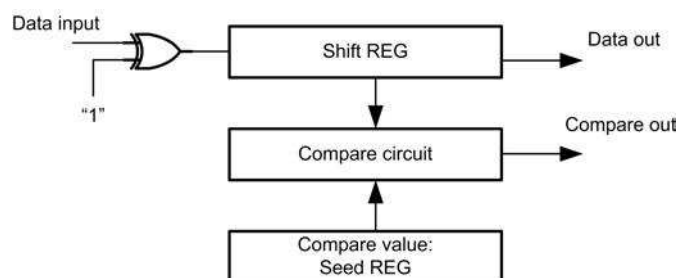 Data input
Shift REG
Data out
“1”
Compare out
Compare circuit
Compare value:
Seed REG